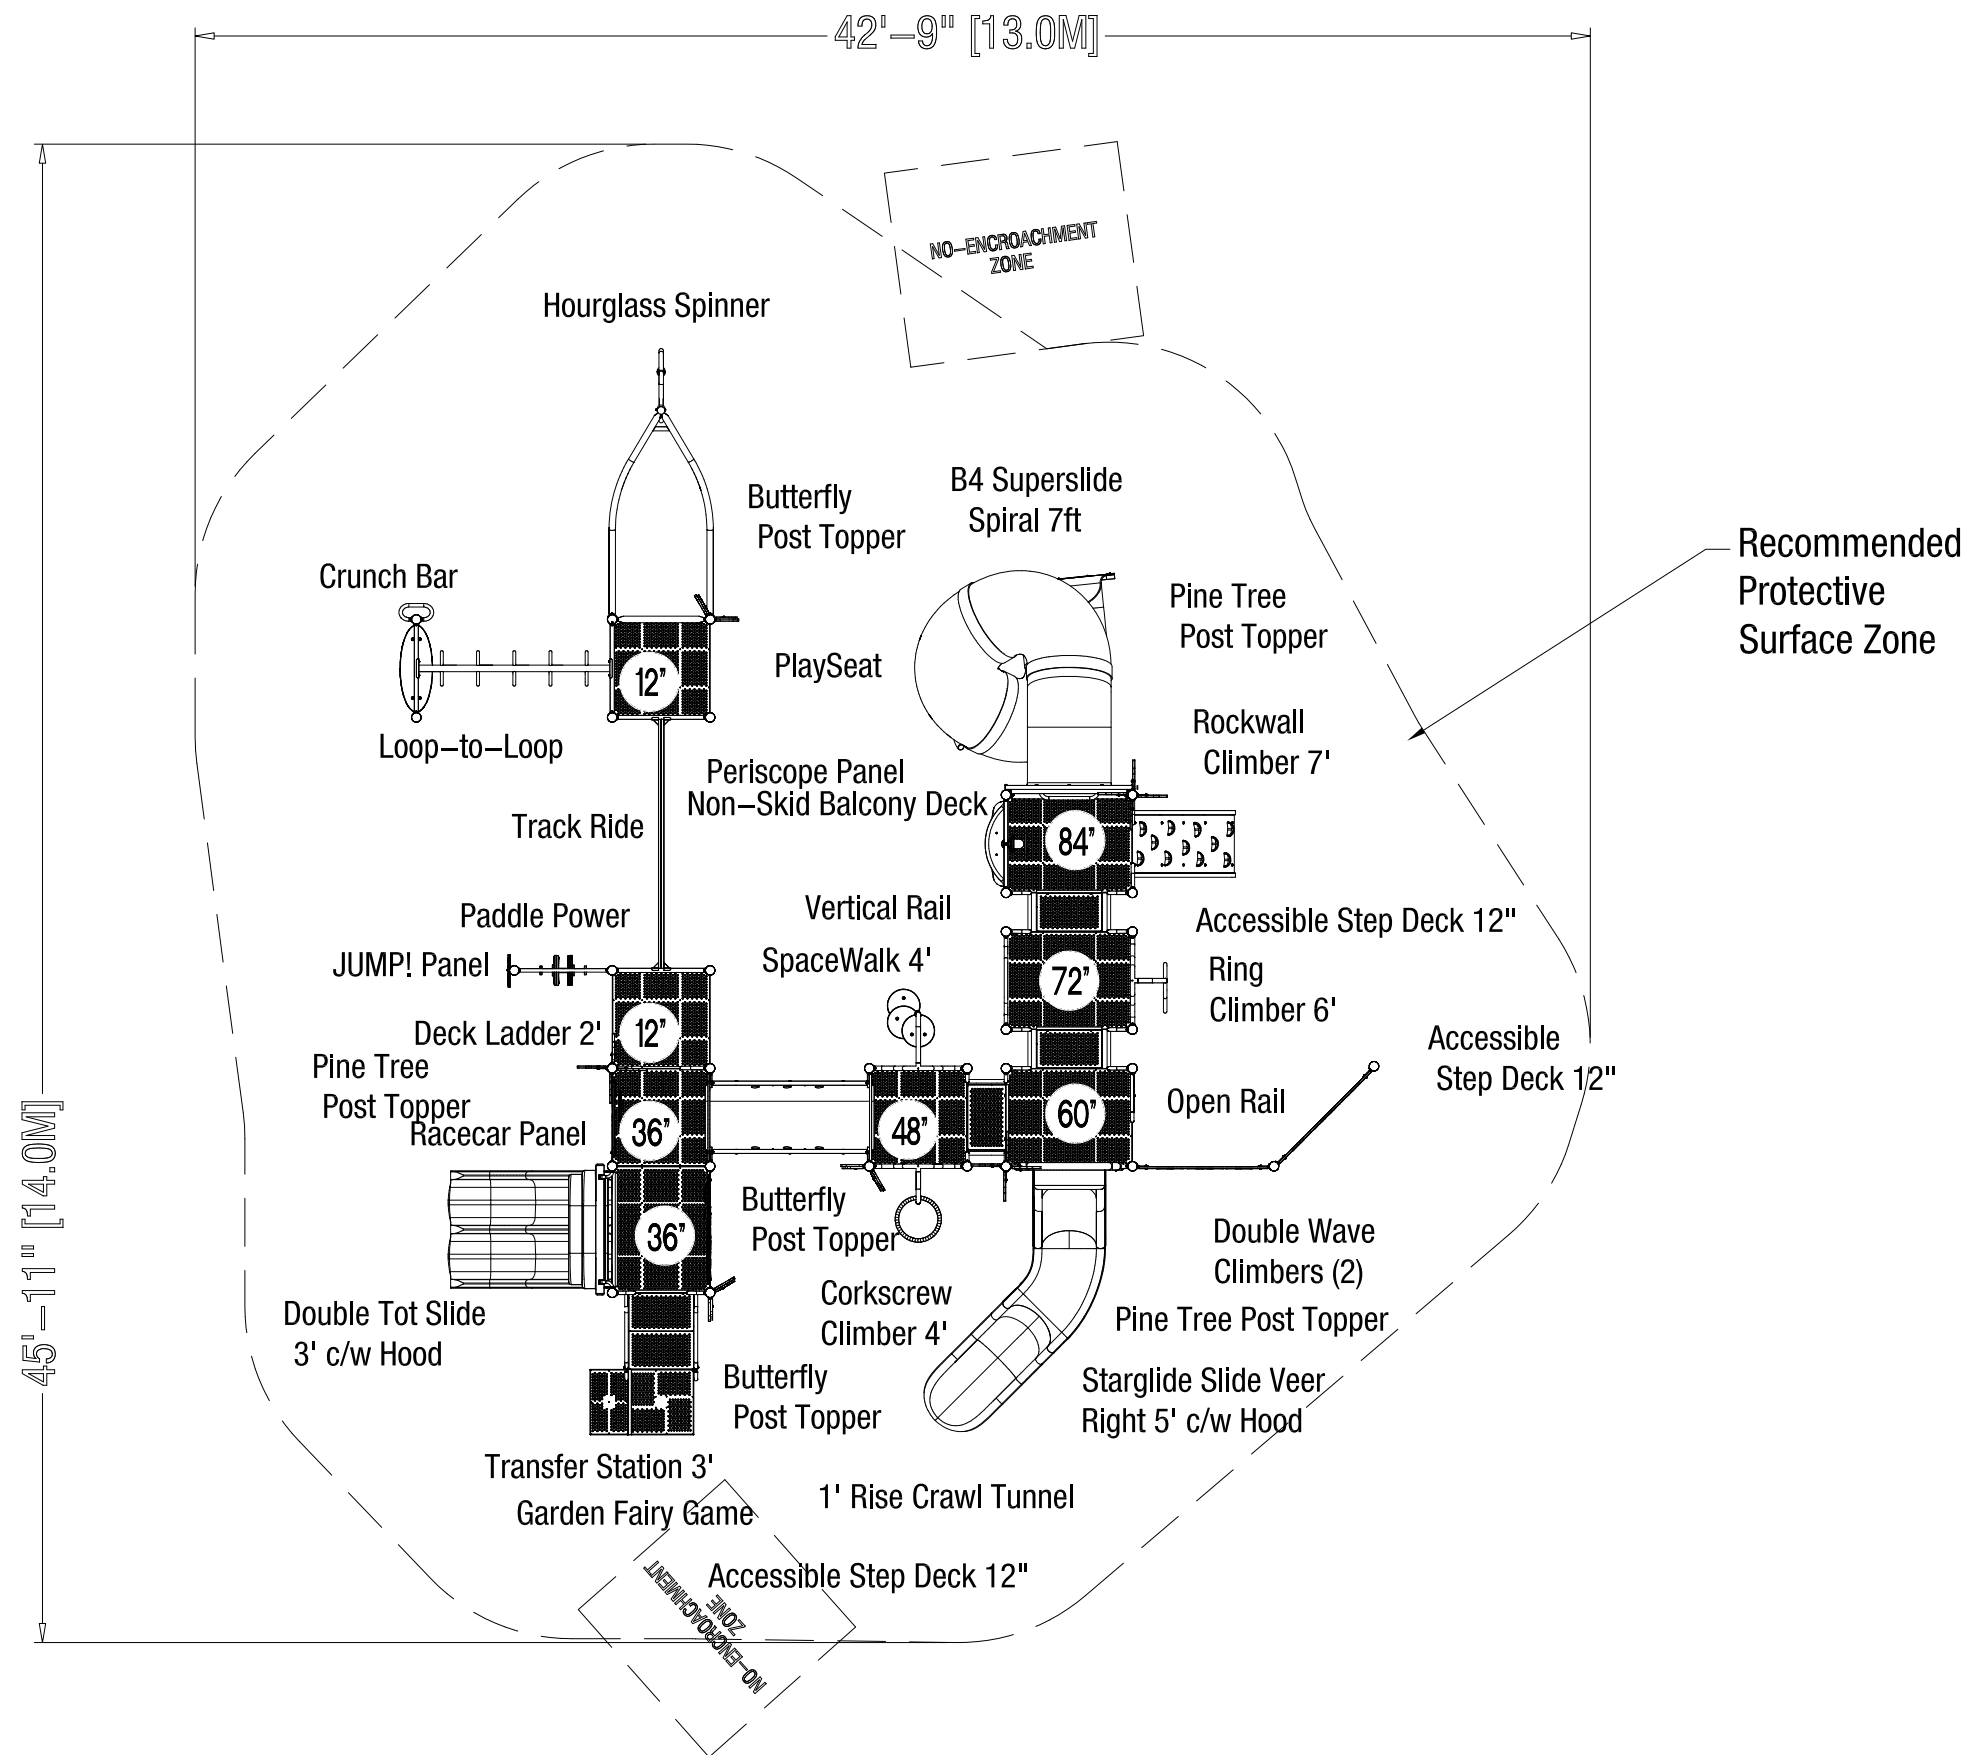 42'–9" [13.0M]
NO–ENCROACHMENT
ZONE
Hourglass Spinner
B4 Superslide
Spiral 7ft
Butterfly
Post Topper
Recommended
Protective
Surface Zone
Crunch Bar
Pine Tree
Post Topper
PlaySeat
12"
Rockwall
Climber 7'
Loop–to–Loop
Periscope Panel
Non–Skid Balcony Deck
Track Ride
84"
Vertical Rail
Paddle Power
Accessible Step Deck 12"
SpaceWalk 4'
JUMP! Panel
72"
Ring
Climber 6'
Deck Ladder 2'
12"
Accessible
Step Deck 12"
Pine Tree
Post Topper
Open Rail
Racecar Panel
36"
48"
60"
45'–11" [14.0M]
Butterfly
Post Topper
36"
Double Wave
Climbers (2)
Corkscrew
Climber 4'
Double Tot Slide
3' c/w Hood
Pine Tree Post Topper
Butterfly
Post Topper
Starglide Slide Veer
Right 5' c/w Hood
Transfer Station 3'
1' Rise Crawl Tunnel
Garden Fairy Game
Accessible Step Deck 12"
NO–ENCROACHMENT
ZONE